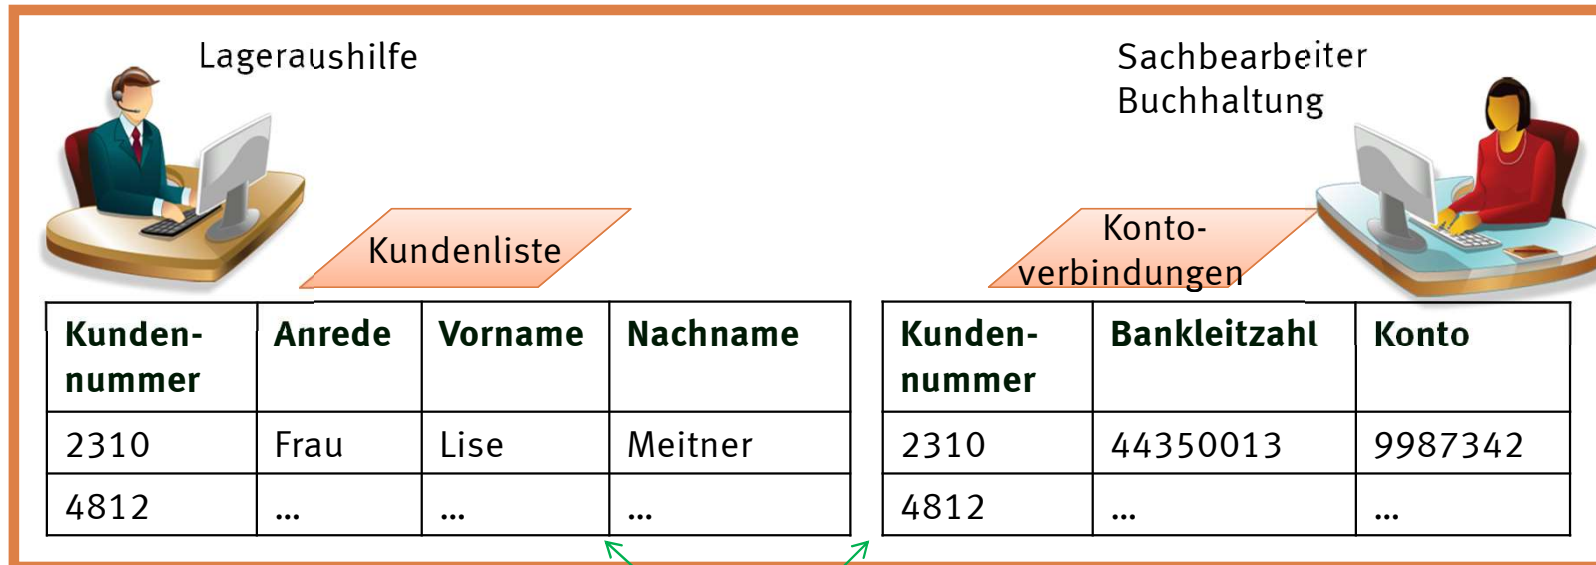 Lageraushilfe
Sachbearbeiter
Buchhaltung
Kundenliste
Konto-
verbindungen
Kunden-
nummer Anrede Vorname Nachname
2310 Frau Lise Meitner
4812 ... ... ...
Kunden-
nummer Bankleitzahl Konto
2310 44350013 9987342
4812 ... ...